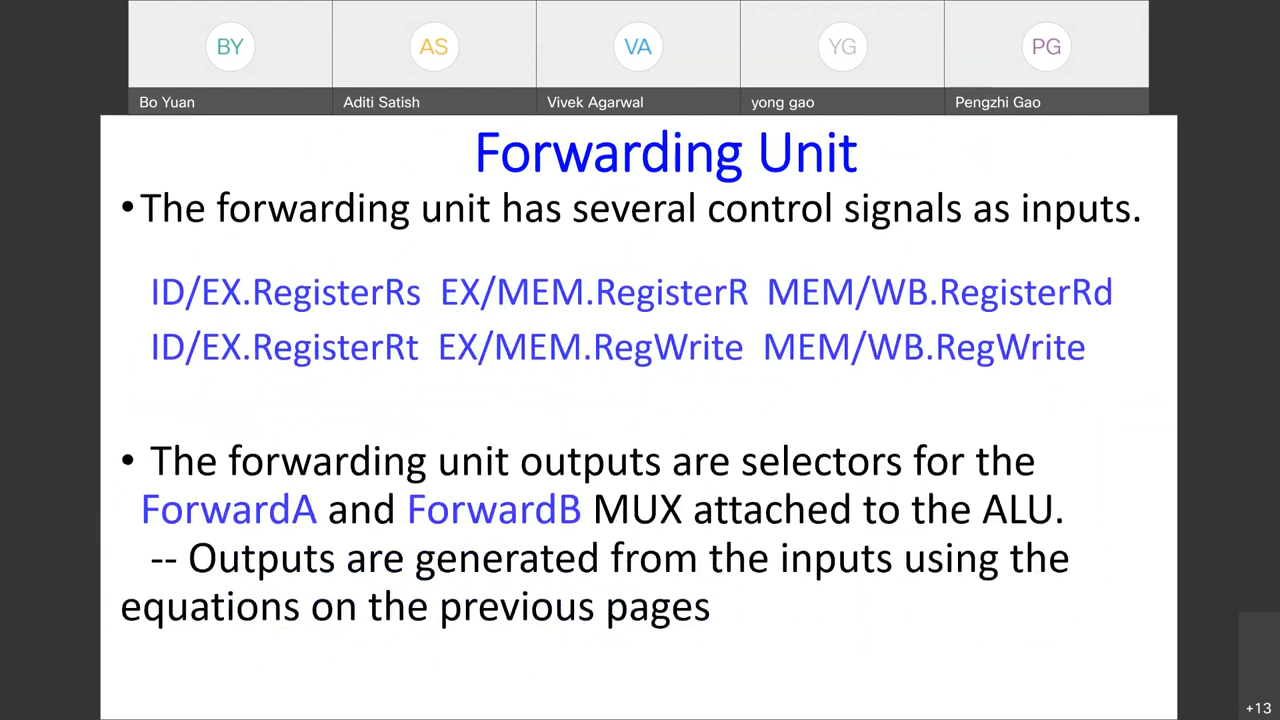 BY AS VA YG PG
Bo Yuan Aditi Satish Vivek Agarwal yong gao Pengzhi Gao
Forwarding Unit
•The forwarding unit has several control signals as inputs.
ID/EX.RegisterRs EX/MEM.RegisterR MEM/WB.RegisterRd
ID/EX.RegisterRt EX/MEM.RegWrite MEM/WB.RegWrite
• The forwarding unit outputs are selectors for the
ForwardA and ForwardB MUX attached to the ALU.
-- Outputs are generated from the inputs using the
equations on the previous pages
+13